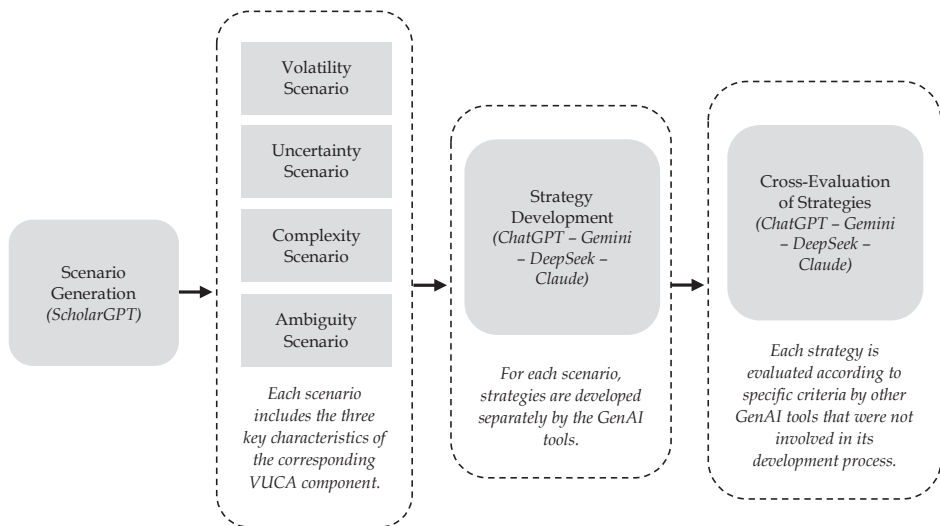 Scenario
Generation
(ScholarGPT)
Volatility
Scenario
Uncertainty
Scenario
Complexity
Scenario
Ambiguity
Scenario
Each scenario
includes the three
key characteristics of
the corresponding
VUCA component.
Strategy
Development
(ChatGPT – Gemini
– DeepSeek –
Claude)
For each scenario,
strategies are developed
separately by the GenAI
tools.
Cross-Evaluation
of Strategies
(ChatGPT – Gemini
– DeepSeek –
Claude)
Each strategy is
evaluated according to
specific criteria by other
GenAI tools that were not
involved in its
development process.